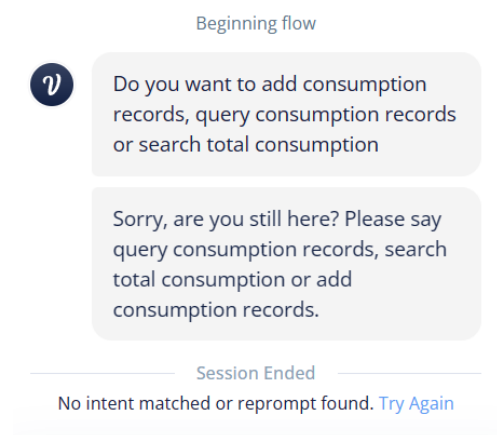 Beginning flow
V
Do you want to add consumption
records, query consumption records
or search total consumption
Sorry, are you still here? Please say
query consumption records, search
total consumption or add
consumption records.
Session Ended
No intent matched or reprompt found. Try Again